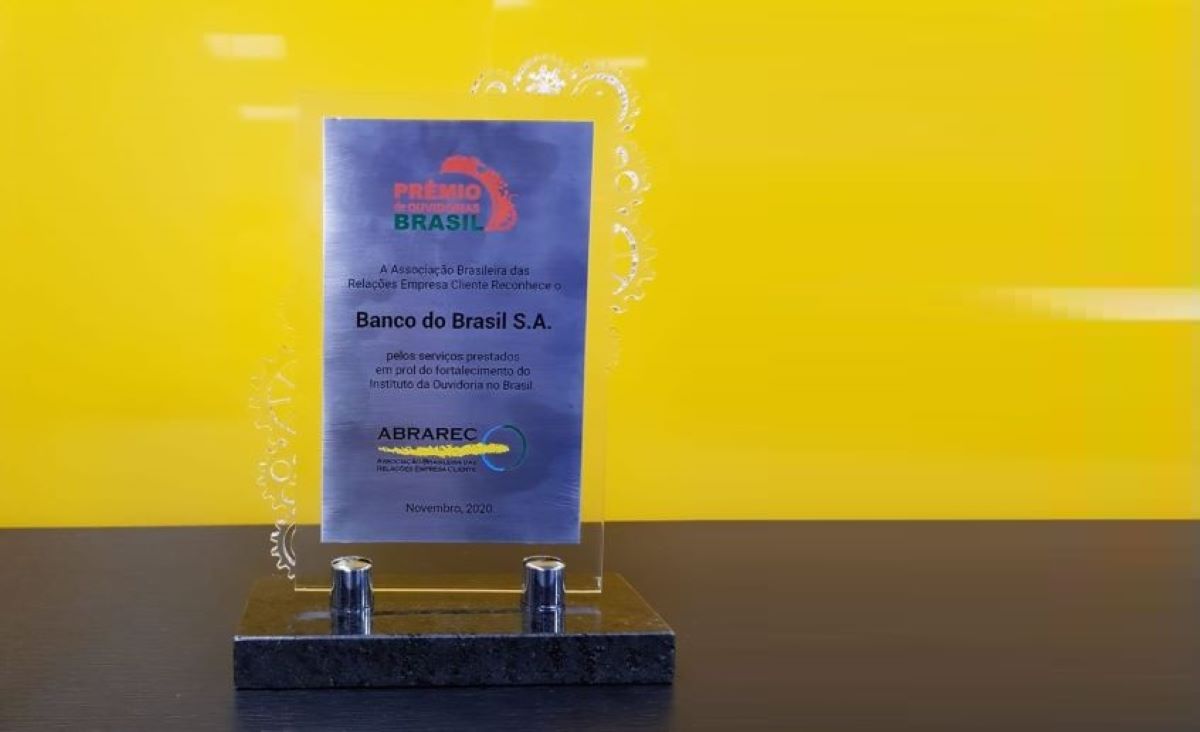 PRÊMIO
de OUVIDORIAS
BRASIL
A Associação Brasileira das
Relações Empresa Cliente Reconhece o
Banco do Brasil S.A.
pelos serviços prestados
em prol do fortalecimento do
Instituto da Ouvidoria no Brasil
ABRAREC
Associação Brasileira das
Relações Empresa Cliente
Novembro, 2020